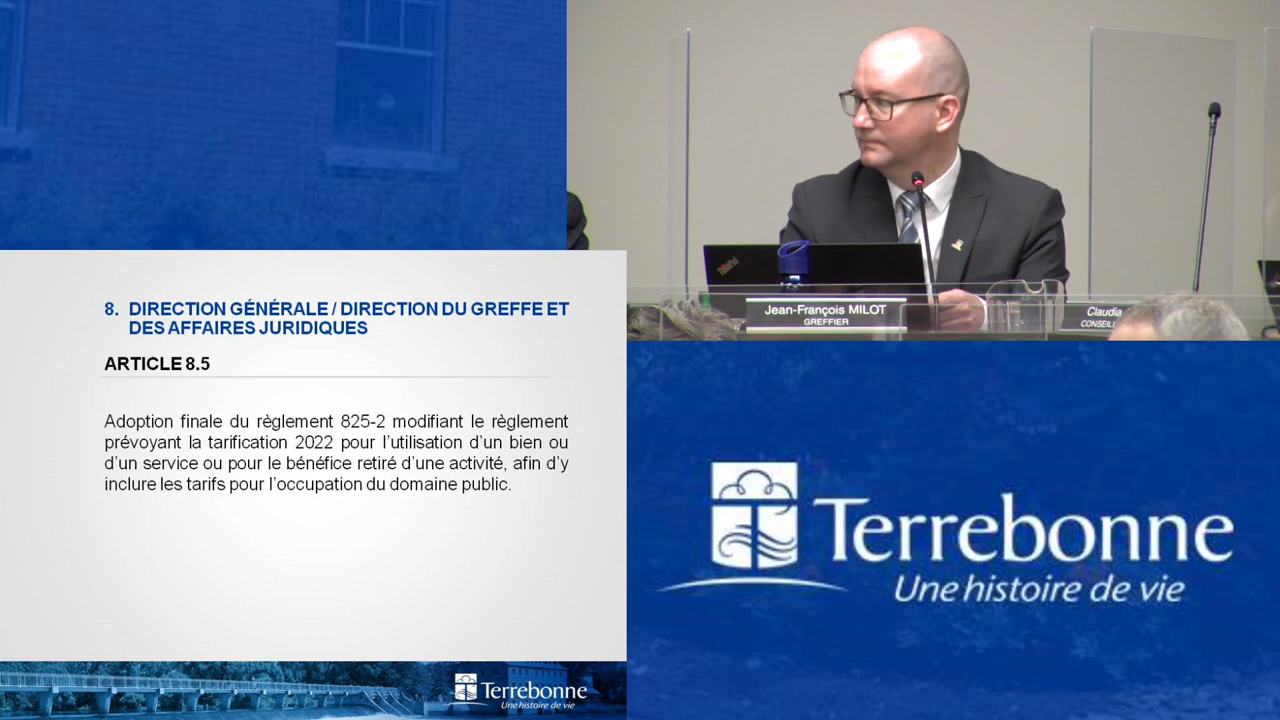 8. DIRECTION GÉNÉRALE / DIRECTION DU GREFFE ET
DES AFFAIRES JURIDIQUES
ARTICLE 8.5
Adoption finale du règlement 825-2 modifiant le règlement
prévoyant la tarification 2022 pour l’utilisation d’un bien ou
d’un service ou pour le bénéfice retiré d’une activité, afin d’y
inclure les tarifs pour l’occupation du domaine public.
Terrebonne
Une histoire de vie
ThinkPad
Jean-François MILOT
GREFFIER
Claudia
CONSEILL
Terrebonne
Une histoire de vie